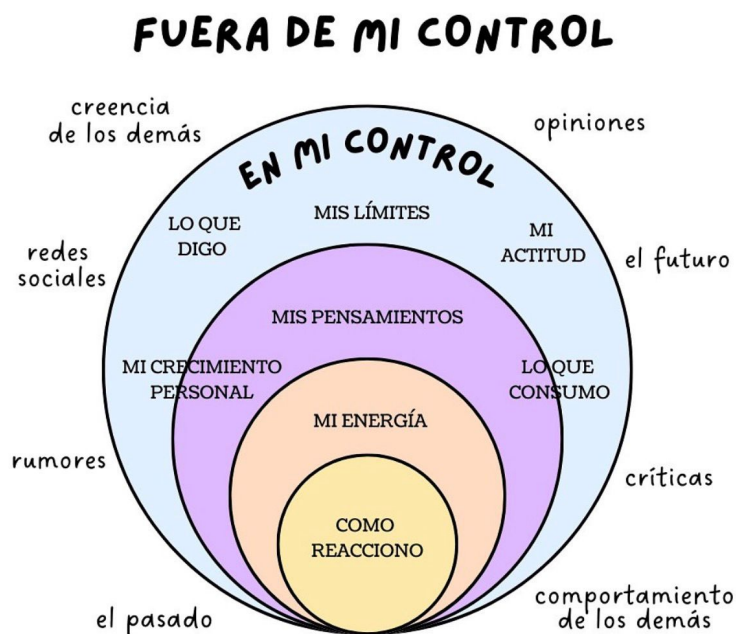 FUERA DE MI CONTROL
creencia
de los demás
opiniones
EN MI CONTROL
LO QUE
DIGO
MIS LÍMITES
MI
ACTITUD
redes
sociales
el futuro
MIS PENSAMIENTOS
MI CRECIMIENTO
PERSONAL
LO QUE
CONSUMO
MI ENERGÍA
rumores
críticas
COMO
REACCIONO
el pasado
comportamiento
de los demás